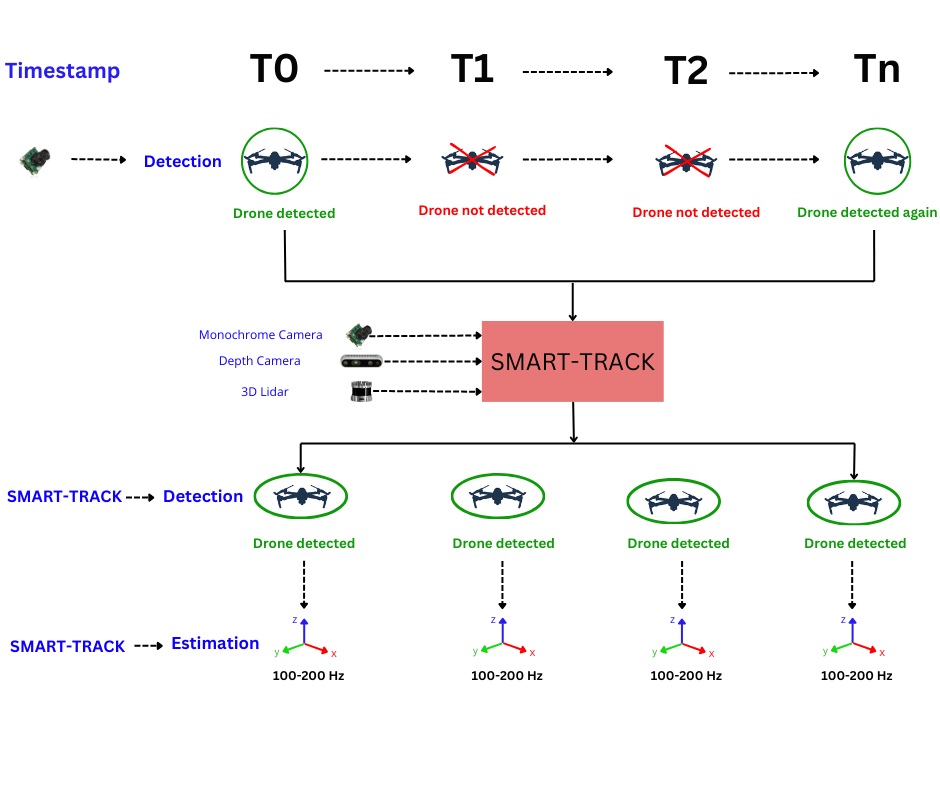 Timestamp
T0
T1
T2
Tn
Detection
Drone detected
Drone not detected
Drone not detected
Drone detected again
Monochrome Camera
Depth Camera
3D Lidar
SMART-TRACK
SMART-TRACK
Detection
Drone detected
Drone detected
Drone detected
Drone detected
SMART-TRACK
Estimation
z
y
x
z
y
x
z
y
x
z
y
x
100-200 Hz
100-200 Hz
100-200 Hz
100-200 Hz